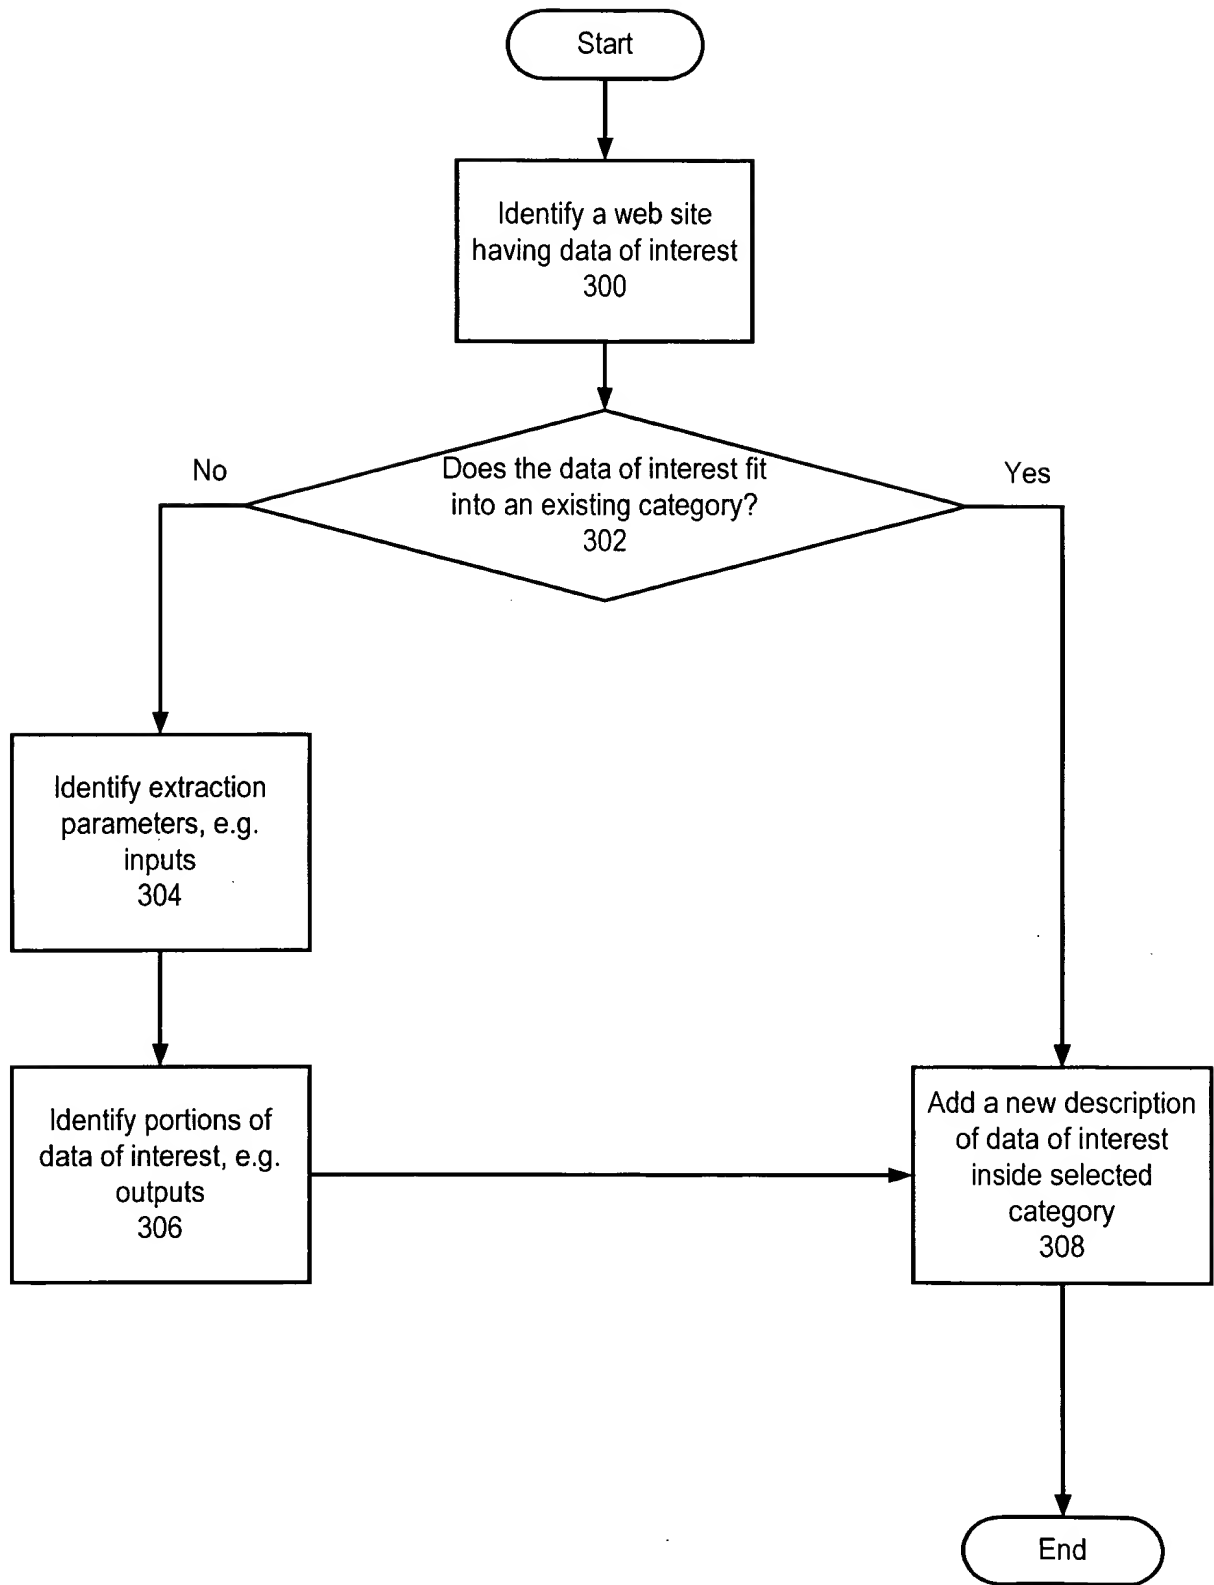 Start
Identify a web site
having data of interest
300
No
Does the data of interest fit
into an existing category?
302
Yes
Identify extraction
parameters, e.g.
inputs
304
Identify portions of
data of interest, e.g.
outputs
306
Add a new description
of data of interest
inside selected
category
308
End